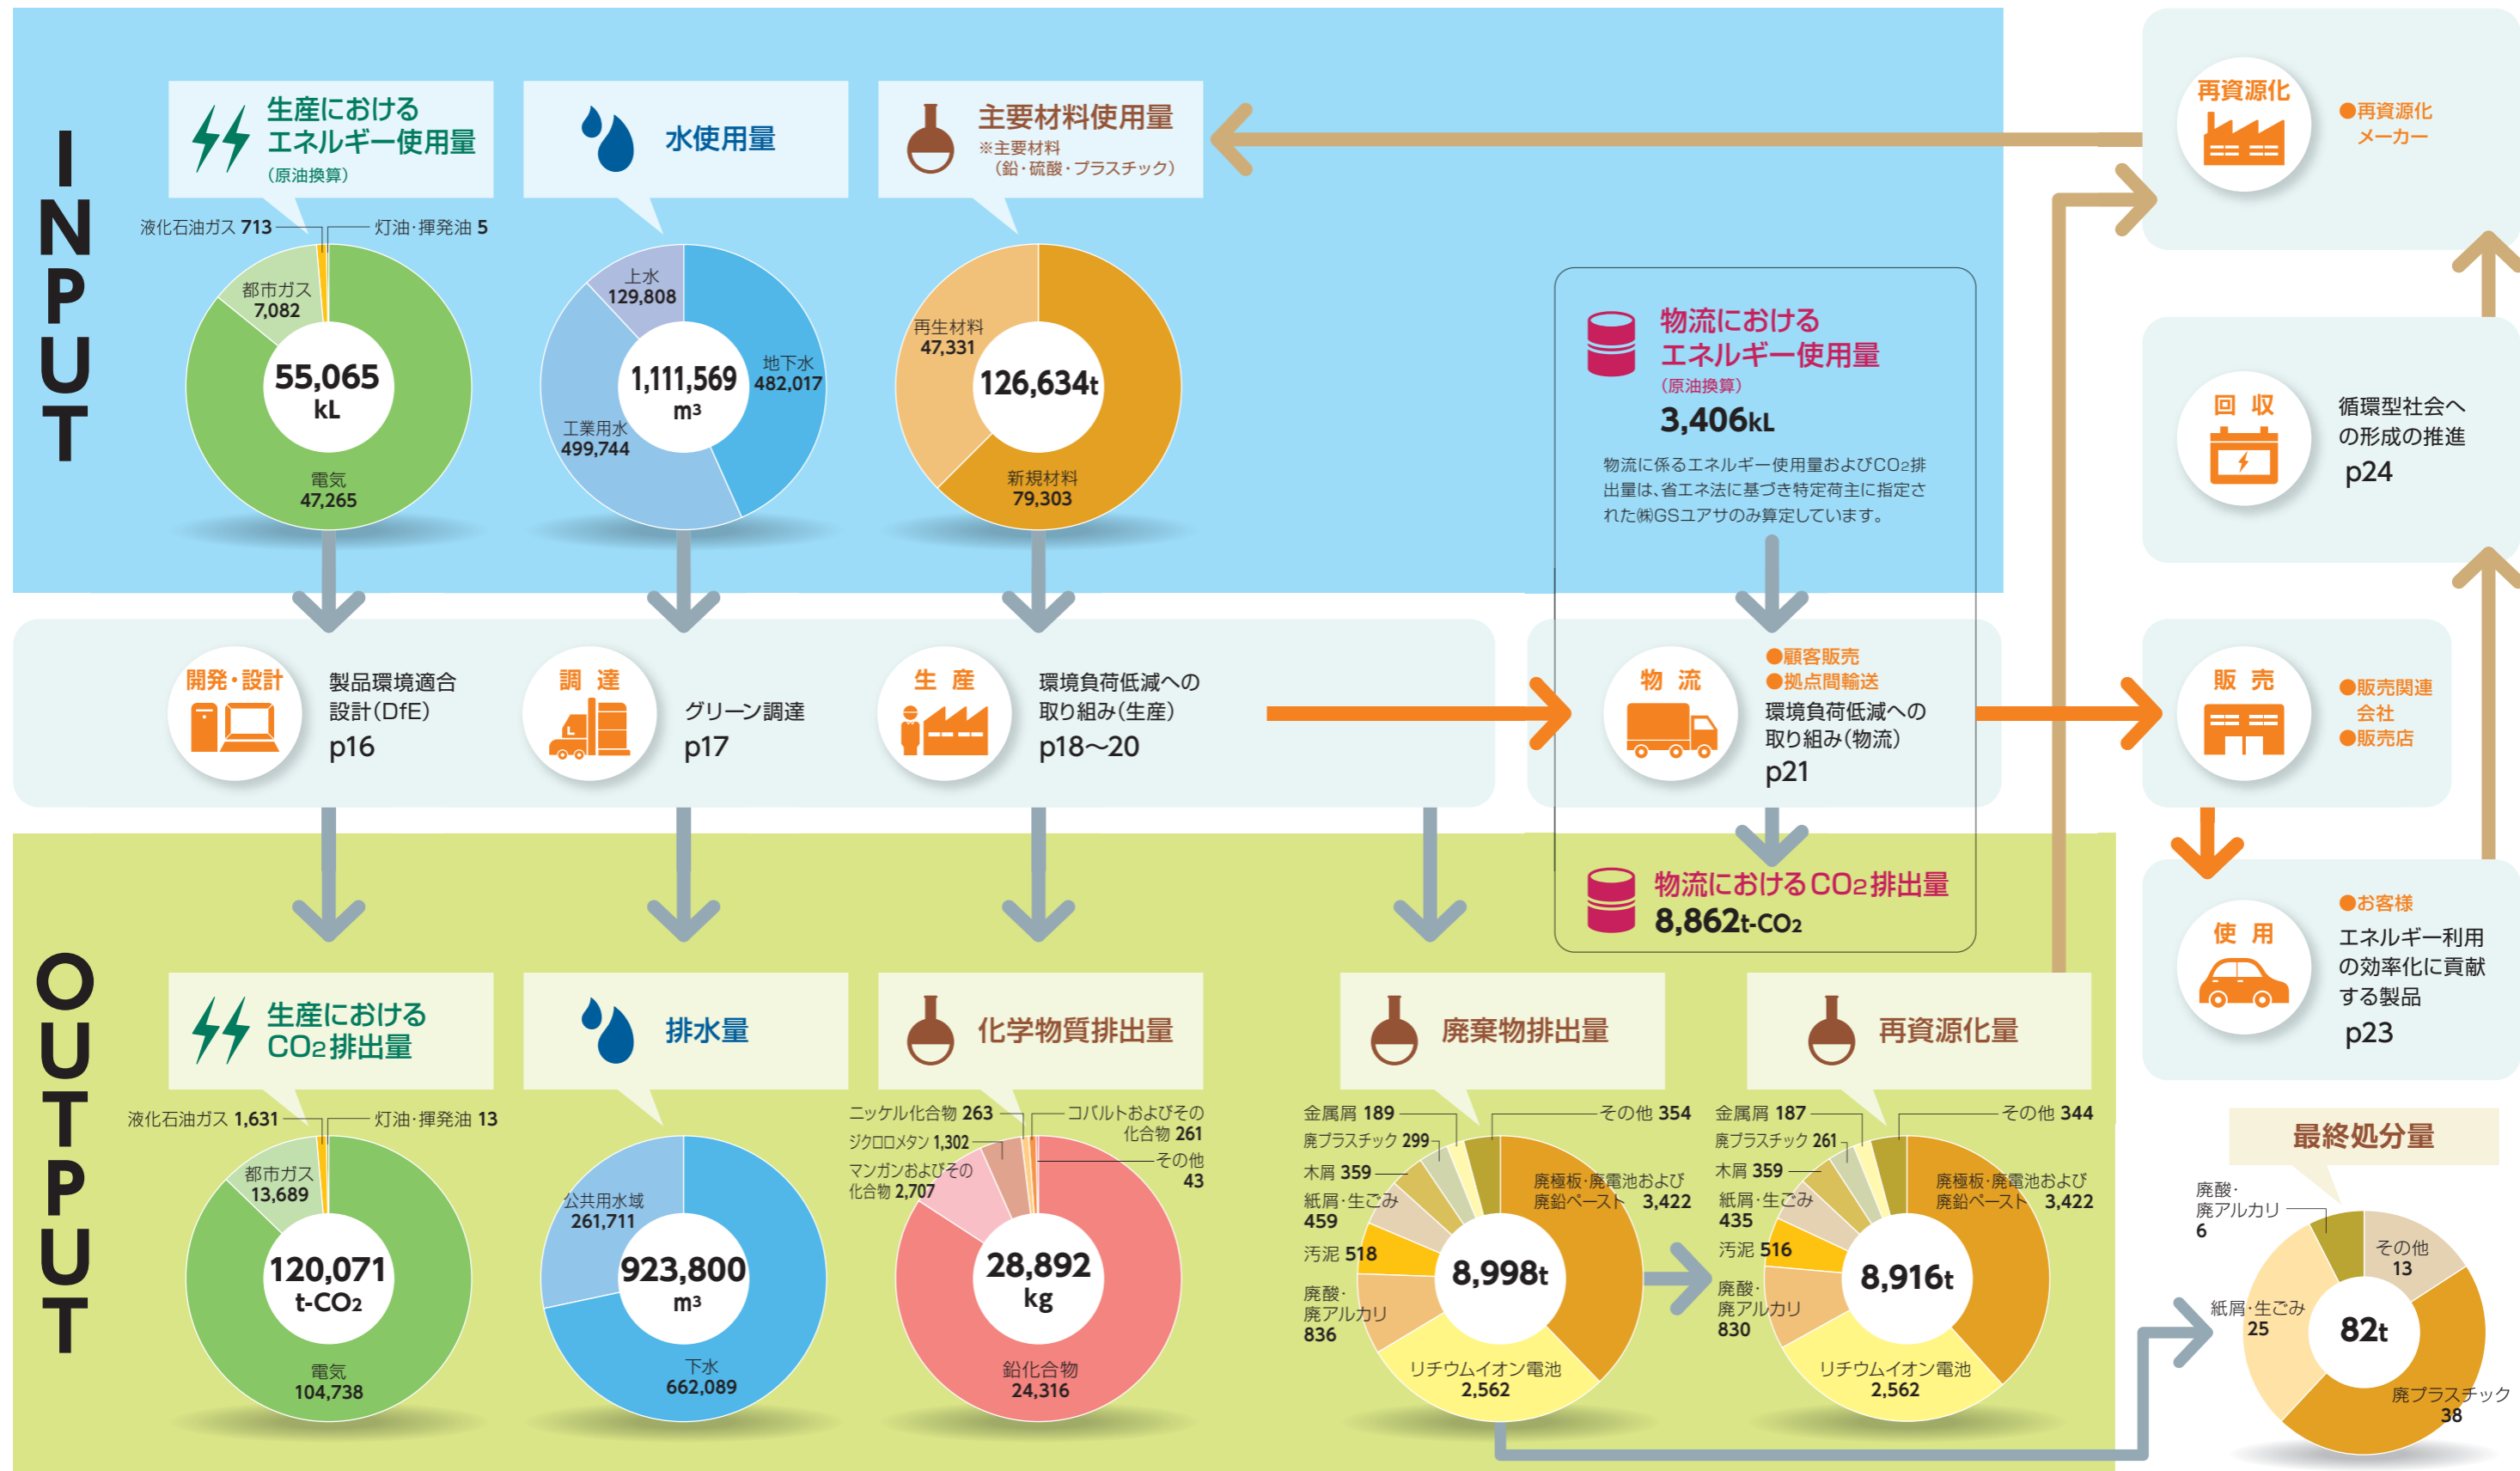 INPUT
生産における
エネルギー使用量
（原油換算）
液化石油ガス 713
灯油・揮発油 5
都市ガス
7,082
55,065
kL
電気
47,265
水使用量
上水
129,808
地下水
482,017
1,111,569
m3
工業用水
499,744
主要材料使用量
※主要材料
（鉛・硫酸・プラスチック）
再生材料
47,331
126,634t
新規材料
79,303
物流における
エネルギー使用量
（原油換算）
3,406kL
物流に係るエネルギー使用量およびCO2排
出量は、省エネ法に基づき特定荷主に指定さ
れた㈱GSユアサのみ算定しています。
再資源化
●再資源化
メーカー
回収
循環型社会へ
の形成の推進
p24
開発・設計
製品環境適合
設計（DfE）
p16
調達
グリーン調達
p17
生産
環境負荷低減への
取り組み（生産）
p18～20
物流
●顧客販売
●拠点間輸送
環境負荷低減への
取り組み（物流）
p21
販売
●販売関連
会社
●販売店
使用
●お客様
エネルギー利用
の効率化に貢献
する製品
p23
物流におけるCO2排出量
8,862t-CO2
OUTPUT
生産における
CO2排出量
液化石油ガス 1,631
灯油・揮発油 13
都市ガス
13,689
120,071
t-CO2
電気
104,738
排水量
公共用水域
261,711
923,800
m3
下水
662,089
化学物質排出量
ニッケル化合物 263
コバルトおよびその
化合物 261
ジクロロメタン 1,302
その他
43
マンガンおよびその
化合物 2,707
28,892
kg
鉛化合物
24,316
廃棄物排出量
金属屑 189
その他 354
廃プラスチック 299
木屑 359
廃極板・廃電池および
廃鉛ペースト 3,422
紙屑・生ごみ
459
汚泥 518
8,998t
廃酸・
廃アルカリ
836
リチウムイオン電池
2,562
再資源化量
金属屑 187
その他 344
廃プラスチック 261
木屑 359
廃極板・廃電池および
廃鉛ペースト 3,422
紙屑・生ごみ
435
汚泥 516
8,916t
廃酸・
廃アルカリ
830
リチウムイオン電池
2,562
最終処分量
廃酸・
廃アルカリ
6
その他
13
紙屑・生ごみ
25
82t
廃プラスチック
38